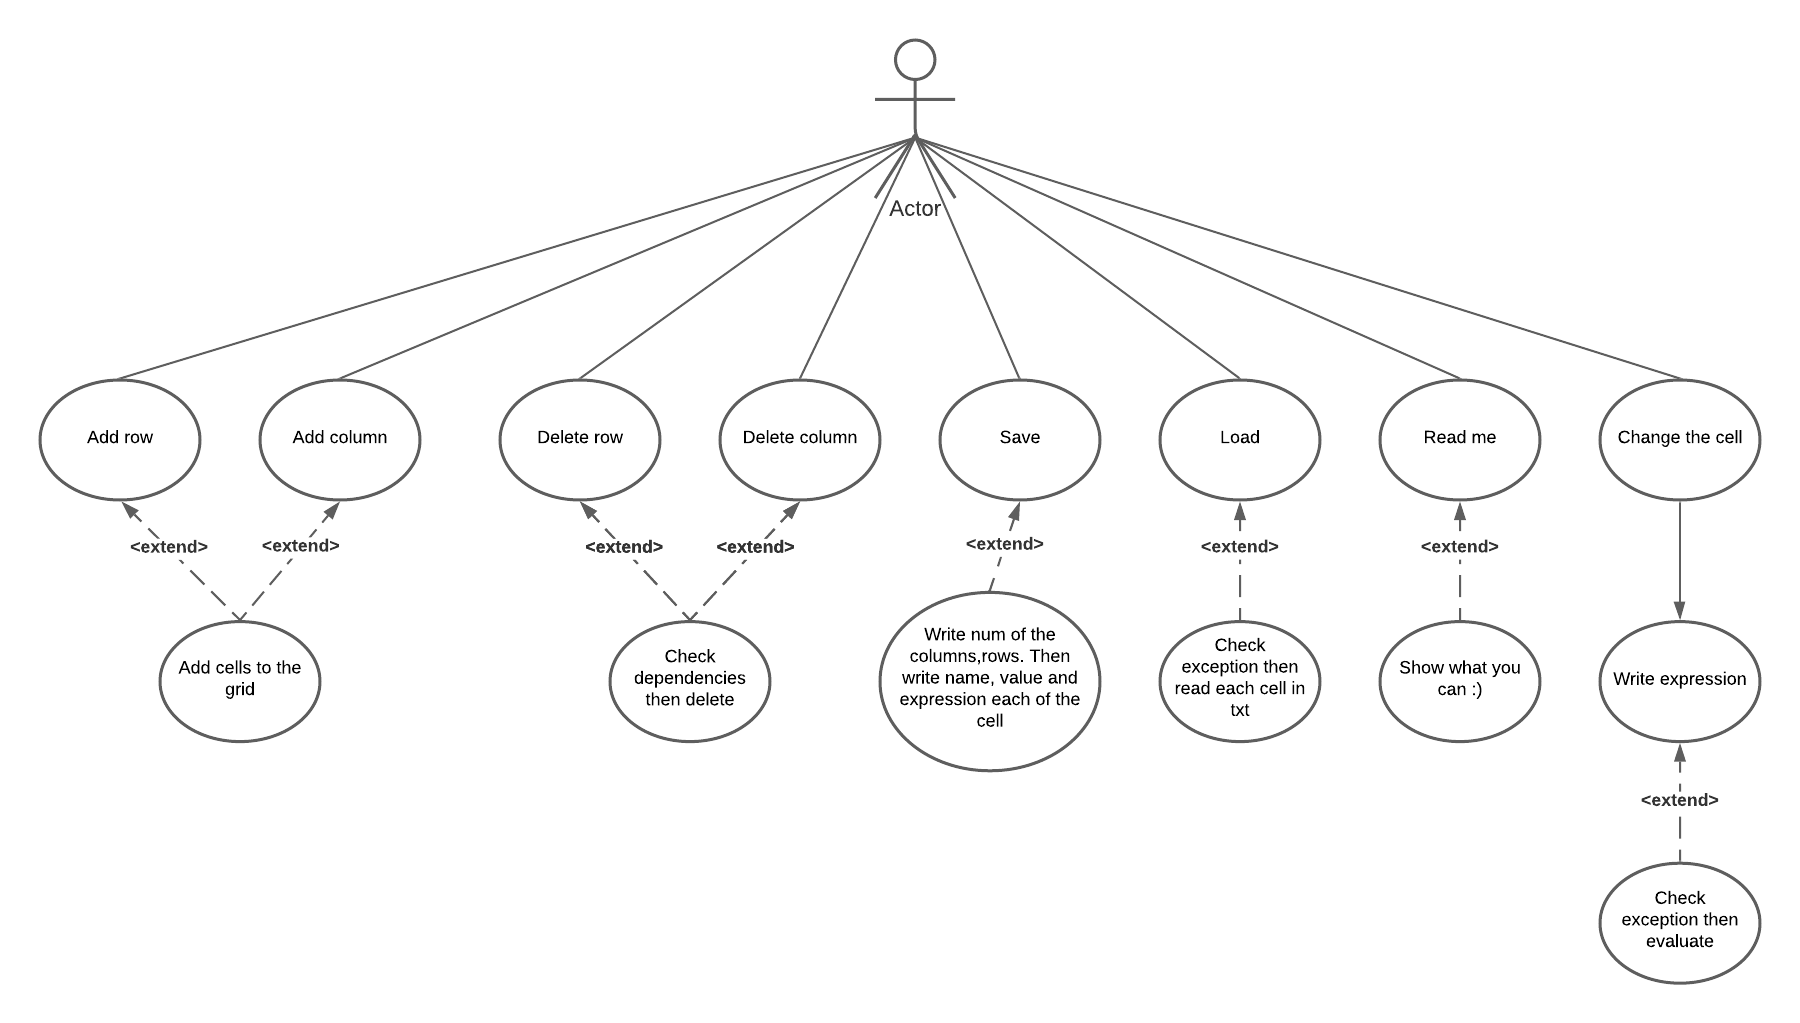 Actor
Add row
Add column
Delete row
Delete column
Save
Load
Read me
Change the cell
<extend>
<extend>
<extend>
<extend>
<extend>
<extend>
<extend>
Add cells to the
grid
Check
dependencies
then delete
Write num of the
columns,rows. Then
write name, value and
expression each of the
cell
Check
exception then
read each cell in
txt
Show what you
can :)
Write expression
<extend>
Check
exception then
evaluate